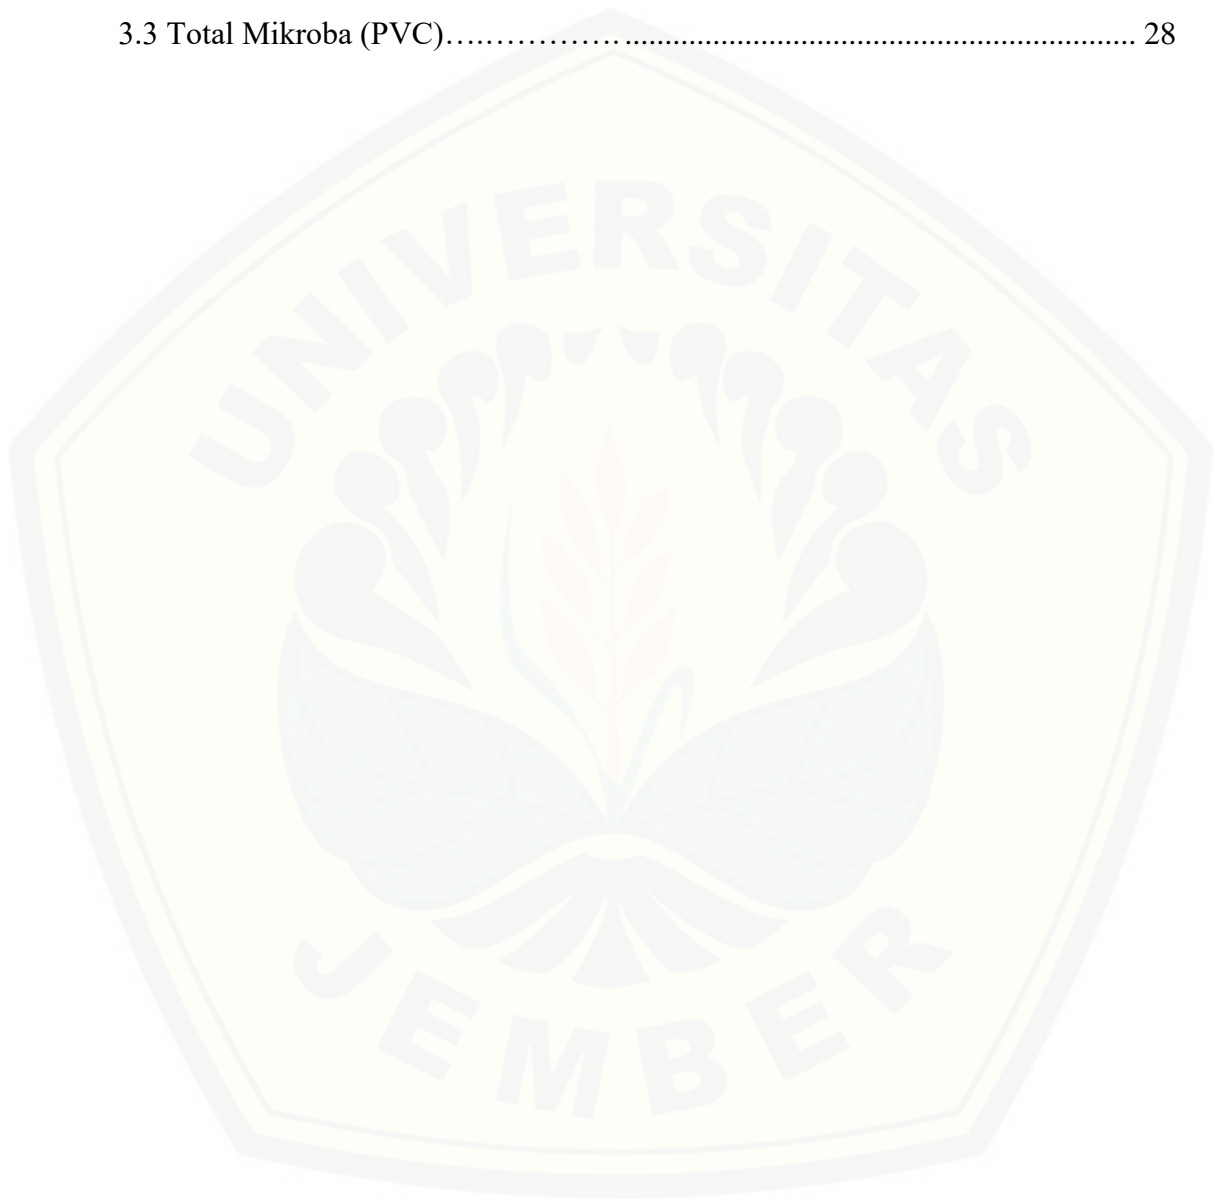 3.3 Total Mikroba (PVC)…..…………….................................................................. 28
UNIVERSITAS
JEMBER